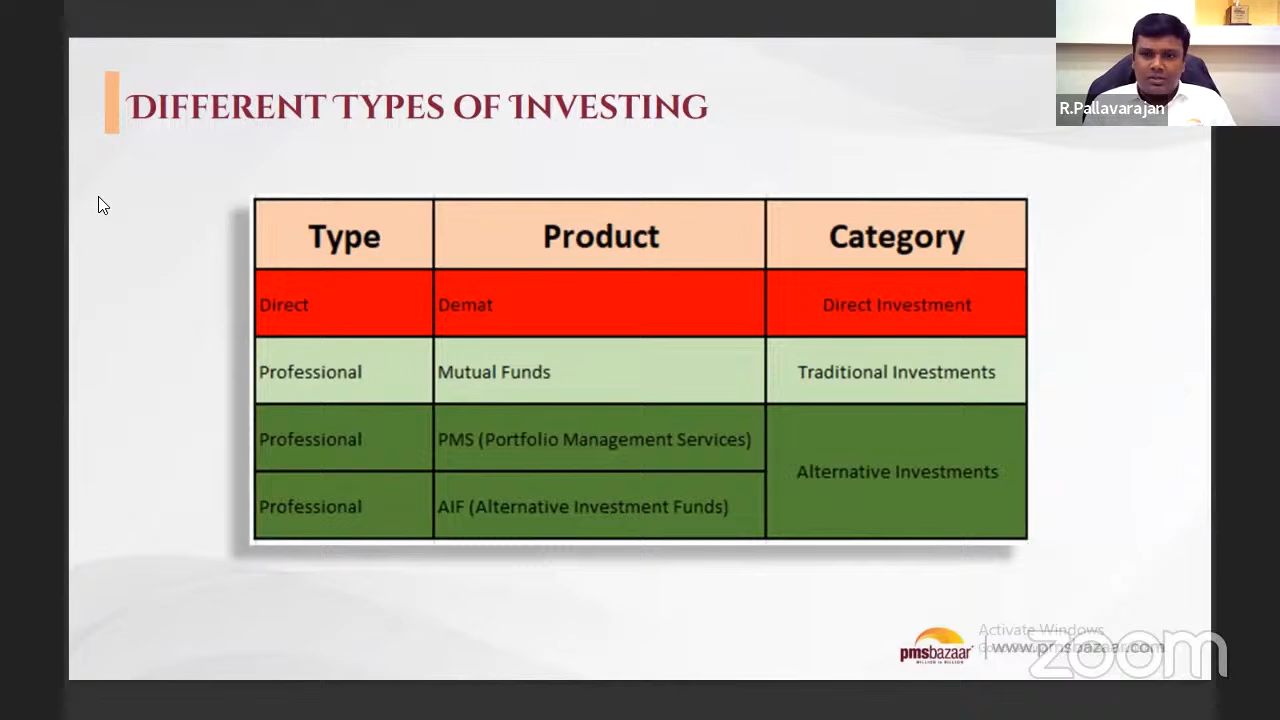 R.Pallavarajan
Different Types of Investing
Type Product Category
Direct Demat Direct Investment
Professional Mutual Funds Traditional Investments
Professional PMS (Portfolio Management Services)
Alternative Investments
Professional AIF (Alternative Investment Funds)
Activate Windows
pmsbazaar www.pmsbazaar.com
zoom